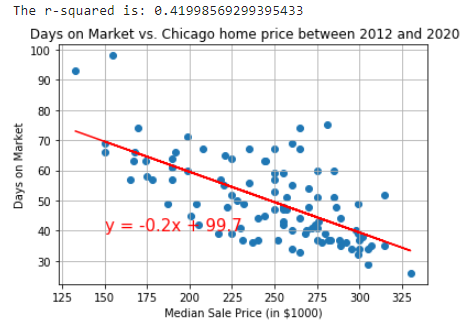 The r-squared is: 0.41998569299395433
Days on Market vs. Chicago home price between 2012 and 2020
100
90
80
70
60
50
40
30
Days on Market
y = -0.2x + 99.7
125 150 175 200 225 250 275 300 325
Median Sale Price (in $1000)